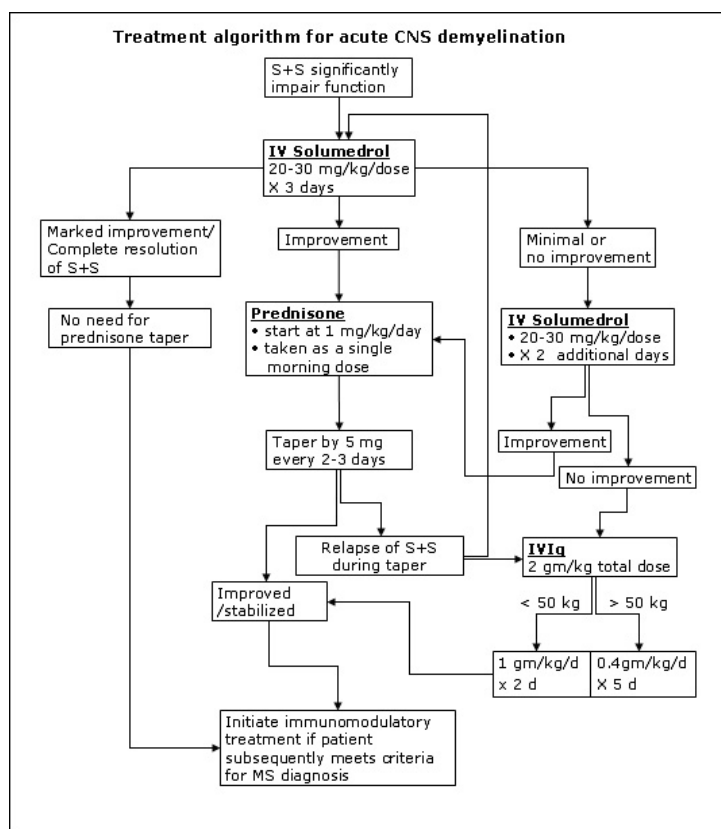 Treatment algorithm for acute CNS demyelination
S+S significantly
impair function
IV Solumedrol
20-30 mg/kg/dose
X 3 days
Marked improvement/
Complete resolution
of S+S
Improvement
Minimal or
no improvement
No need for
prednisone taper
Prednisone
• start at 1 mg/kg/day
• taken as a single
morning dose
IV Solumedrol
• 20-30 mg/kg/dose
• X 2 additional days
Taper by 5 mg
every 2-3 days
Improvement
No improvement
Relapse of S+S
during taper
IVIg
2 gm/kg total dose
< 50 kg
> 50 kg
Improved
/stabilized
1 gm/kg/d
x 2 d
0.4gm/kg/d
X 5 d
Initiate immunomodulatory
treatment if patient
subsequently meets criteria
for MS diagnosis